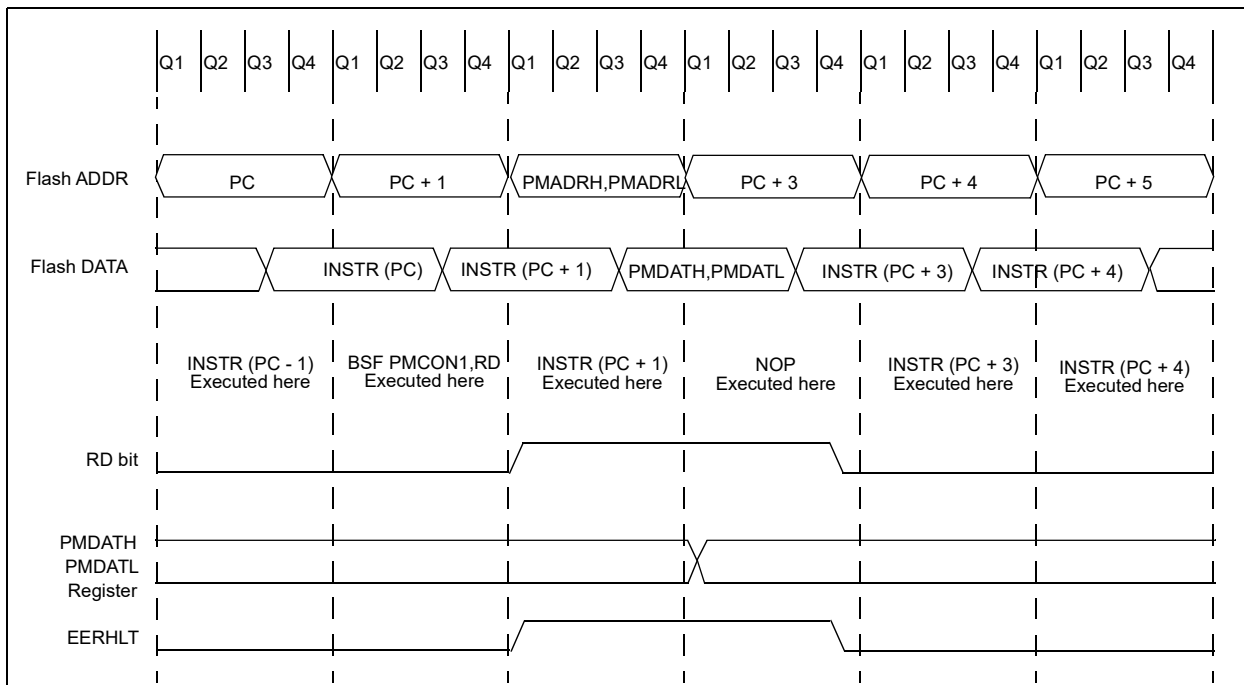 Q1 Q2 Q3 Q4 Q1 Q2 Q3 Q4 Q1 Q2 Q3 Q4 Q1 Q2 Q3 Q4 Q1 Q2 Q3 Q4 Q1 Q2 Q3 Q4
Flash ADDR PC PC + 1 PMADRH,PMADRL PC + 3 PC + 4 PC + 5
Flash DATA INSTR (PC) INSTR (PC + 1) PMDATH,PMDATL INSTR (PC + 3) INSTR (PC + 4)
INSTR (PC - 1) BSF PMCON1,RD INSTR (PC + 1) NOP INSTR (PC + 3) INSTR (PC + 4)
Executed here Executed here Executed here Executed here Executed here Executed here
RD bit
PMDATH
PMDATL
Register
EERHLT